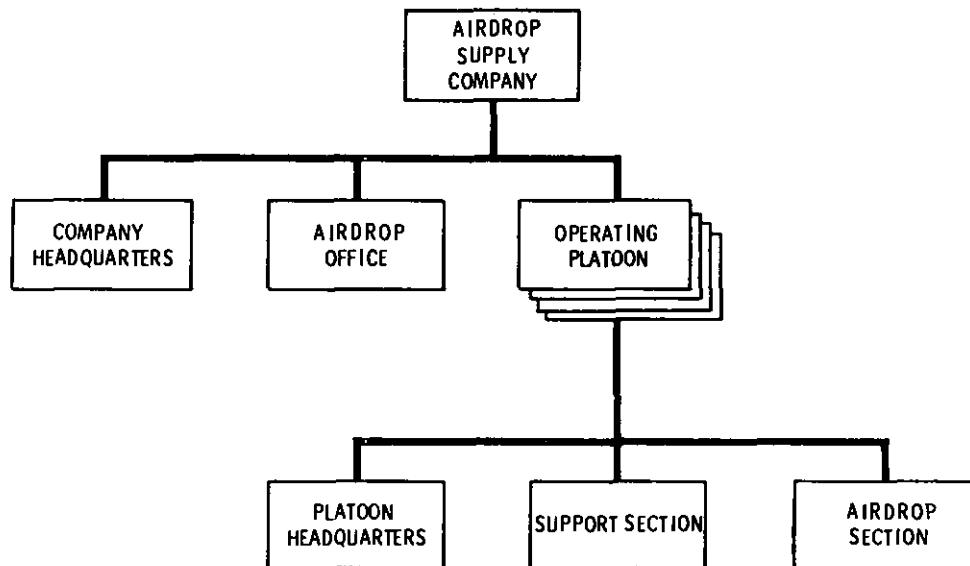 AIRDROP
SUPPLY
COMPANY
COMPANY
HEADQUARTERS
AIRDROP
OFFICE
OPERATING
PLATOON
PLATOON
HEADQUARTERS
SUPPORT SECTION
AIRDROP
SECTION